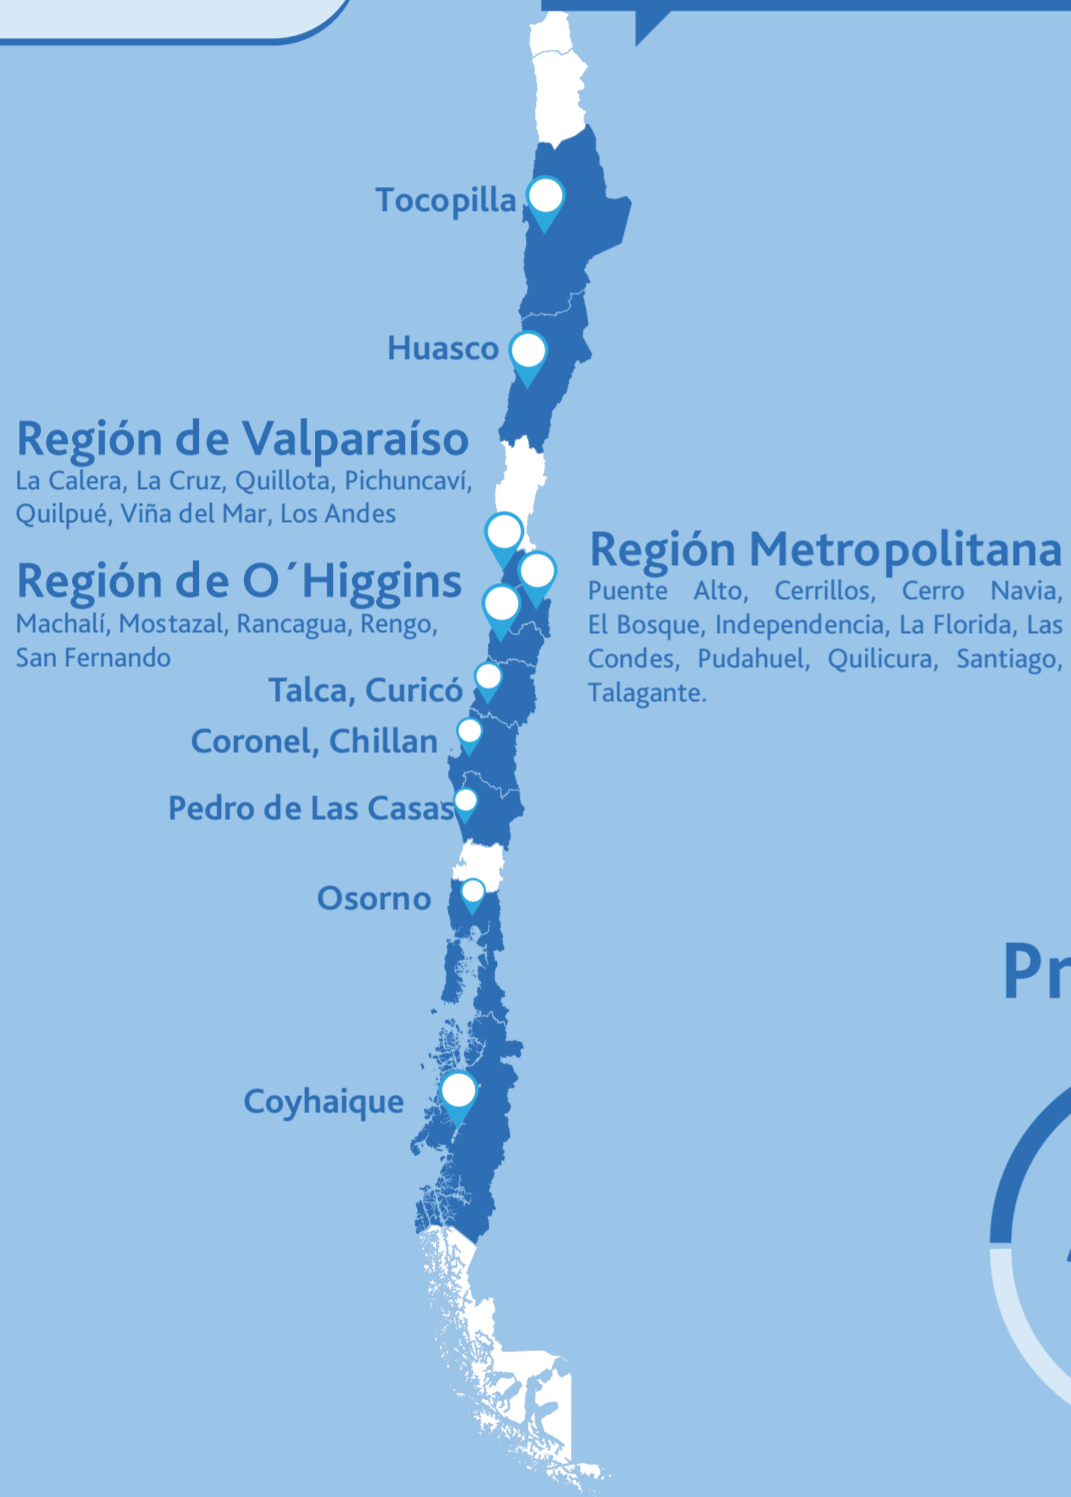 Tocopilla
Huasco
Región de Valparaíso
La Calera, La Cruz, Quillota, Pichuncaví,
Quilpué, Viña del Mar, Los Andes
Región de O´Higgins
Machalí, Mostazal, Rancagua, Rengo,
San Fernando
Región Metropolitana
Puente Alto, Cerrillos, Cerro Navia,
El Bosque, Independencia, La Florida, Las
Condes, Pudahuel, Quilicura, Santiago,
Talagante.
Talca, Curicó
Coronel, Chillan
Pedro de Las Casas
Osorno
Coyhaique